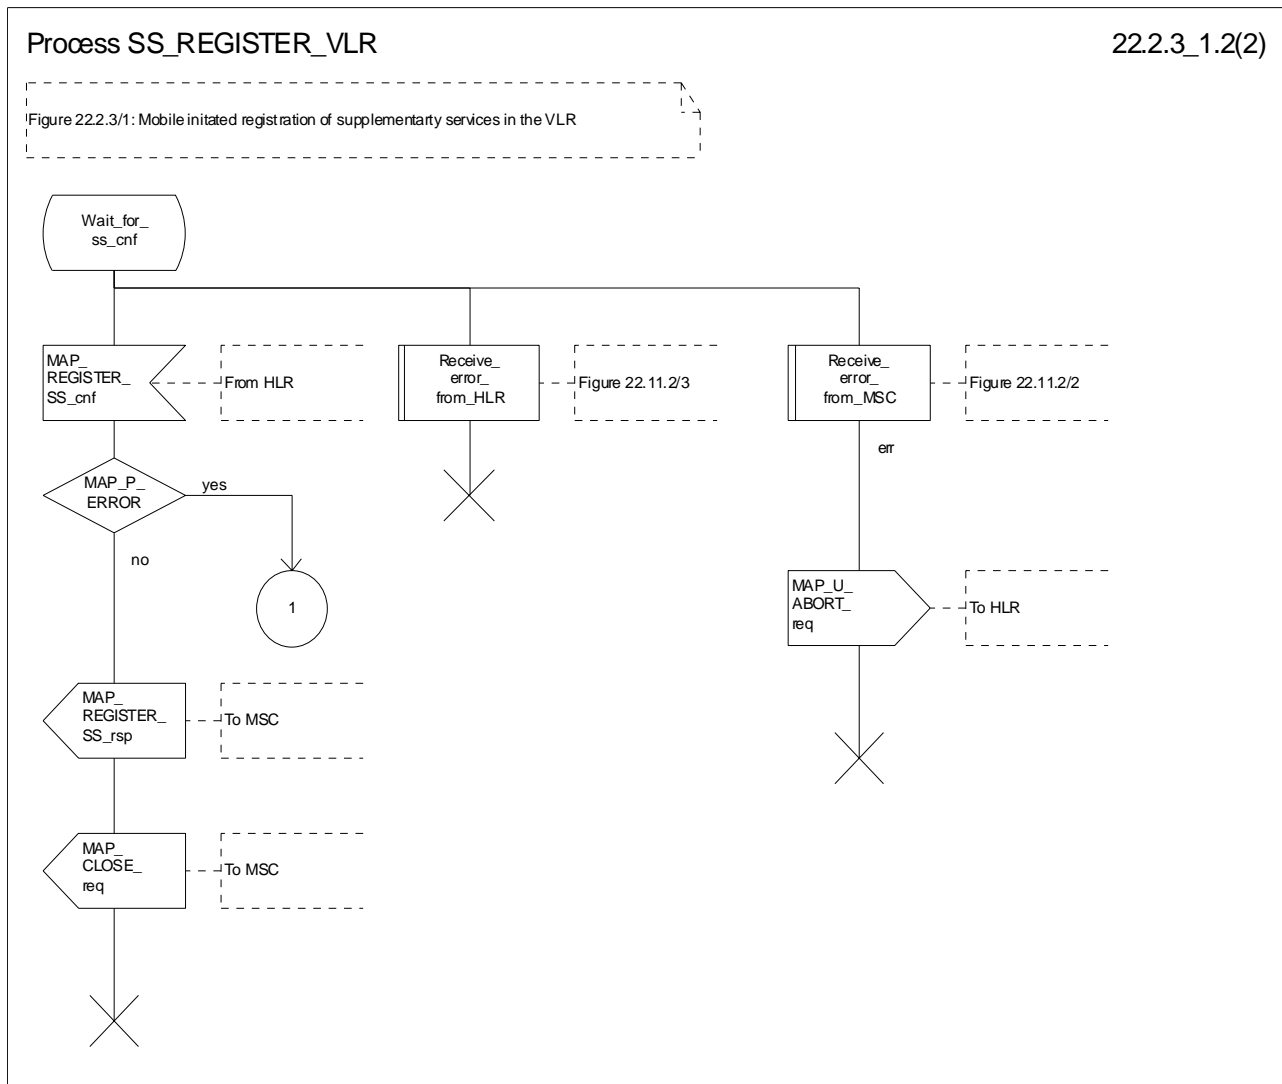 Process SS_REGISTER_VLR
22.2.3_1.2(2)
Figure 22.2.3/1: Mobile initated registration of supplementarty services in the VLR
Wait_for_
ss_cnf
MAP_
REGISTER_
SS_cnf
From HLR
Receive_
error_
from_HLR
Figure 22.11.2/3
Receive_
error_
from_MSC
Figure 22.11.2/2
err
MAP_P_
ERROR
yes
no
1
MAP_U_
ABORT_
req
To HLR
MAP_
REGISTER_
SS_rsp
To MSC
MAP_
CLOSE_
req
To MSC